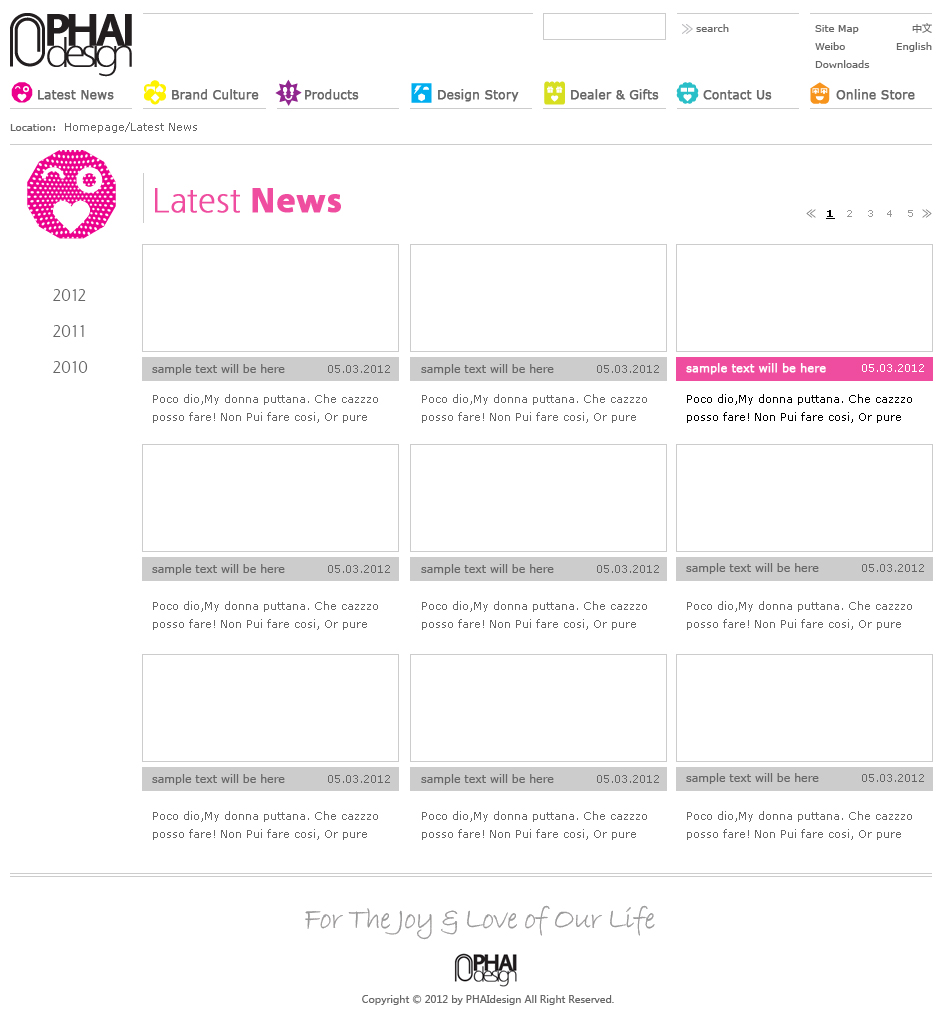 PHAI
design
search
Site Map 中文
Weibo English
Downloads
Latest News Brand Culture Products Design Story Dealer & Gifts Contact Us Online Store
Location: Homepage/Latest News
Latest News
1 2 3 4 5
2012
2011
2010
sample text will be here 05.03.2012
Poco dio,My donna puttana. Che cazzzo
posso fare! Non Pui fare cosi, Or pure
sample text will be here 05.03.2012
Poco dio,My donna puttana. Che cazzzo
posso fare! Non Pui fare cosi, Or pure
sample text will be here 05.03.2012
Poco dio,My donna puttana. Che cazzzo
posso fare! Non Pui fare cosi, Or pure
sample text will be here 05.03.2012
Poco dio,My donna puttana. Che cazzzo
posso fare! Non Pui fare cosi, Or pure
sample text will be here 05.03.2012
Poco dio,My donna puttana. Che cazzzo
posso fare! Non Pui fare cosi, Or pure
sample text will be here 05.03.2012
Poco dio,My donna puttana. Che cazzzo
posso fare! Non Pui fare cosi, Or pure
sample text will be here 05.03.2012
Poco dio,My donna puttana. Che cazzzo
posso fare! Non Pui fare cosi, Or pure
sample text will be here 05.03.2012
Poco dio,My donna puttana. Che cazzzo
posso fare! Non Pui fare cosi, Or pure
sample text will be here 05.03.2012
Poco dio,My donna puttana. Che cazzzo
posso fare! Non Pui fare cosi, Or pure
For The Joy & Love of Our Life
PHAI
design
Copyright © 2012 by PHAIdesign All Right Reserved.